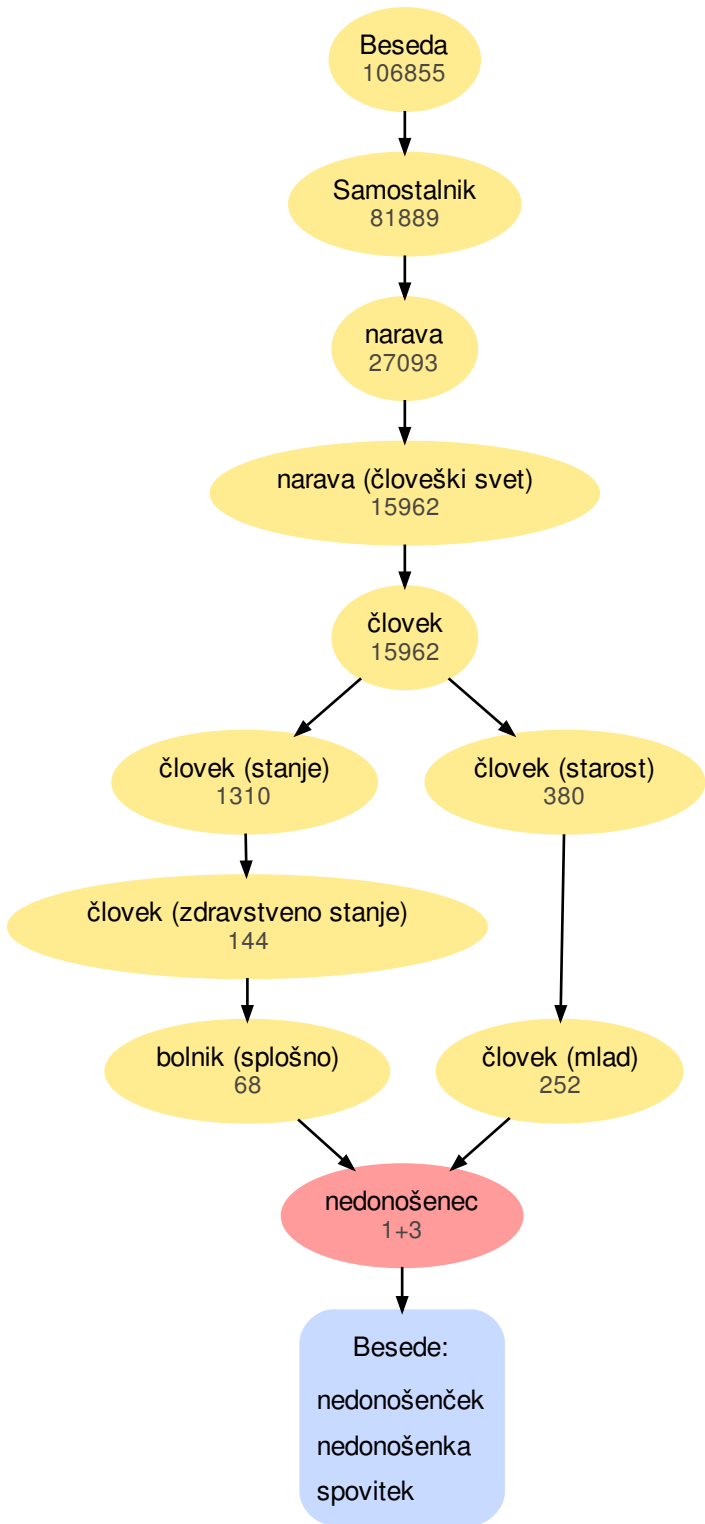 Beseda
106855
Samostalnik
81889
narava
27093
narava (človeški svet)
15962
človek
15962
človek (stanje)
1310
človek (starost)
380
človek (zdravstveno stanje)
144
bolnik (splošno)
68
človek (mlad)
252
nedonošenec
1+3
Besede:
nedonošenček
nedonošenka
spovitek